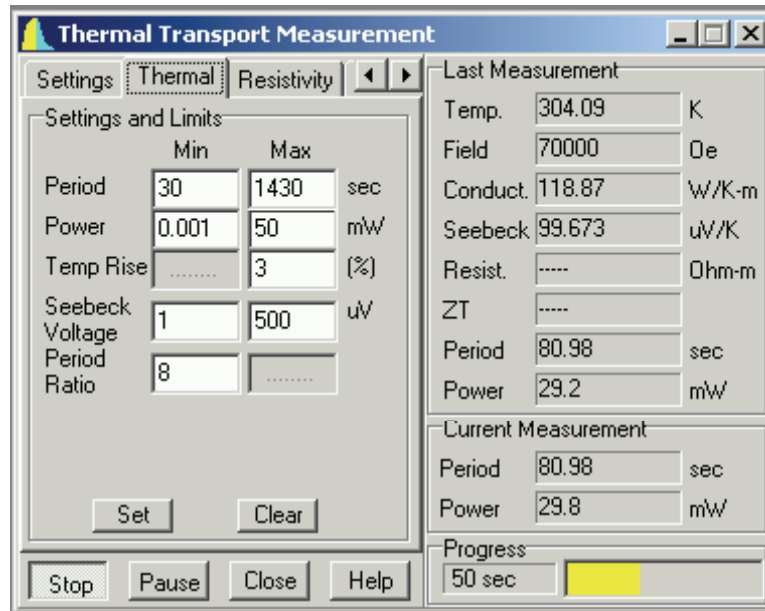 Thermal Transport Measurement
Settings Thermal Resistivity
Settings and Limits
Min Max
Period 30 1430 sec
Power 0.001 50 mW
Temp Rise ........ 3 (%)
Seebeck Voltage 1 500 uV
Period Ratio 8 ........
Set Clear
Stop Pause Close Help
Last Measurement
Temp. 304.09 K
Field 70000 Oe
Conduct. 118.87 W/K-m
Seebeck 99.673 uV/K
Resist. ----- Ohm-m
ZT -----
Period 80.98 sec
Power 29.2 mW
Current Measurement
Period 80.98 sec
Power 29.8 mW
Progress
50 sec